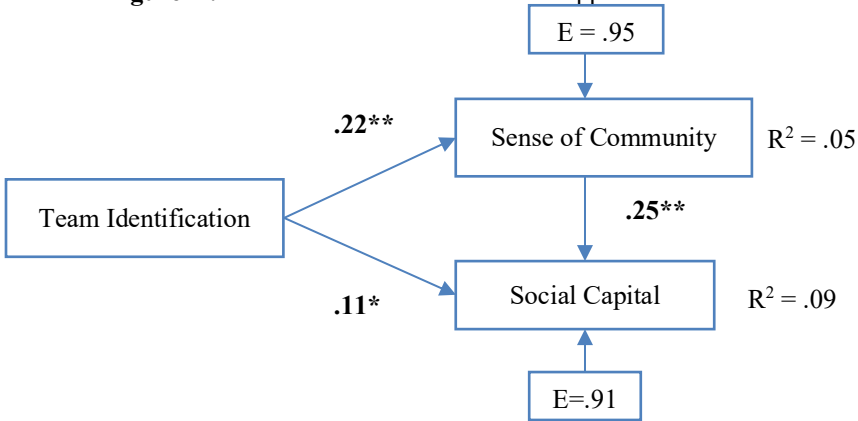 E = .95
.22**
Sense of Community
R² = .05
Team Identification
.25**
.11*
Social Capital
R² = .09
E=.91